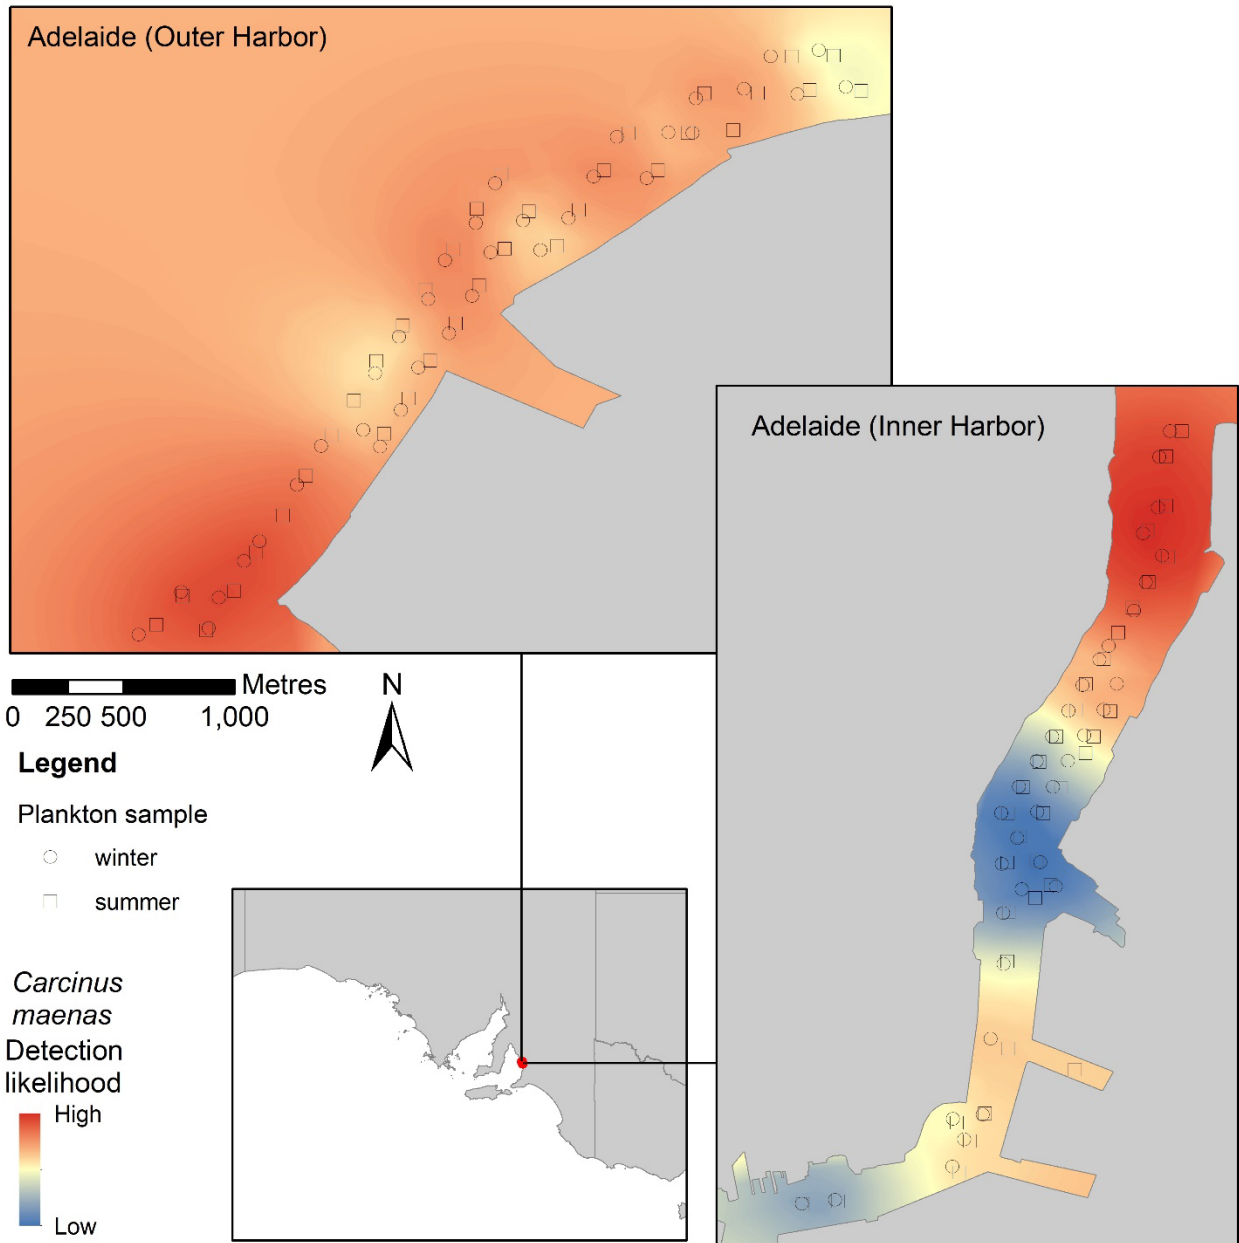 Adelaide (Outer Harbor)
Adelaide (Inner Harbor)
Metres
0 250 500 1,000
N
Legend
Plankton sample
winter
summer
Carcinus
maenas
Detection
likelihood
High
Low